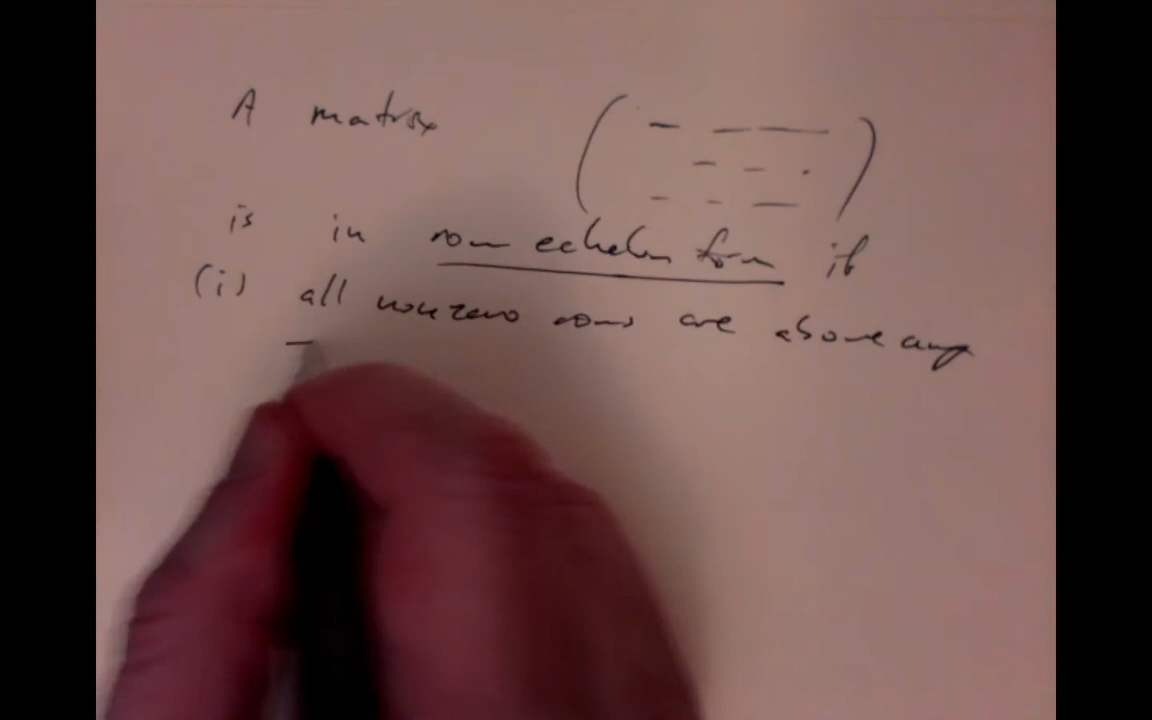 A matrix
is in row echelon form if
(i) all nonzero rows are above any